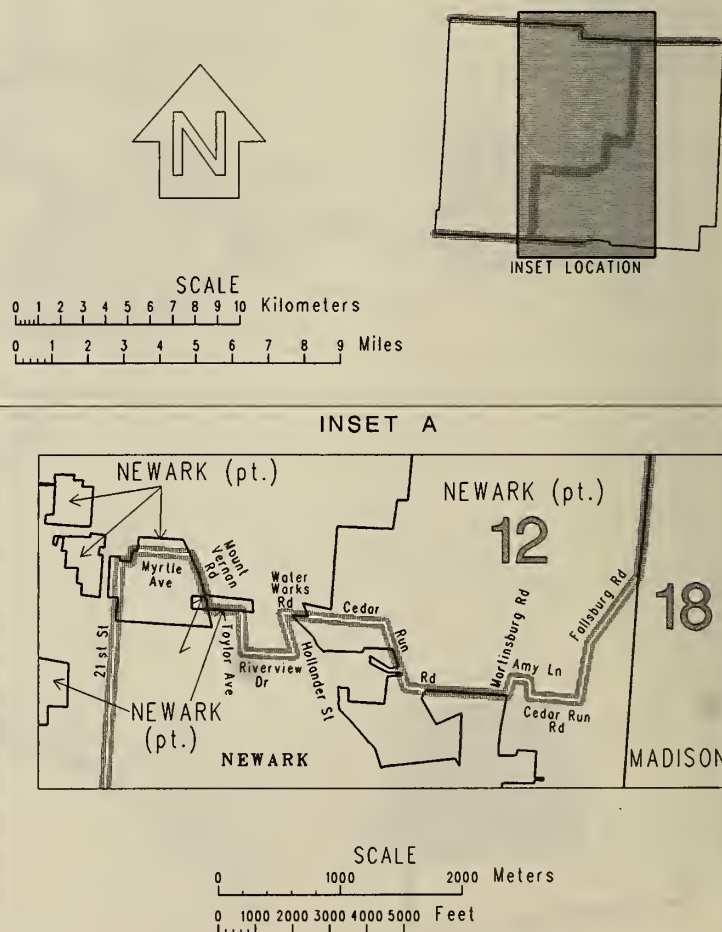 N
INSET LOCATION
SCALE
0 1 2 3 4 5 6 7 8 9 10 Kilometers
0 1 2 3 4 5 6 7 8 9 Miles
INSET A
NEWARK (pt.)
NEWARK (pt.)
12
18
Myrtle
Ave
Mount
Vernan
Rd
Water
Works
Rd
Cedar
Run
Rd
Martinsburg Rd
Amy Ln
Fallsburg Rd
21 st St
Taylor Ave
Riverview
Dr
Hollander St
Cedar Run
Rd
NEWARK
(pt.)
NEWARK
MADISON
SCALE
0 1000 2000 Meters
0 1000 2000 3000 4000 5000 Feet